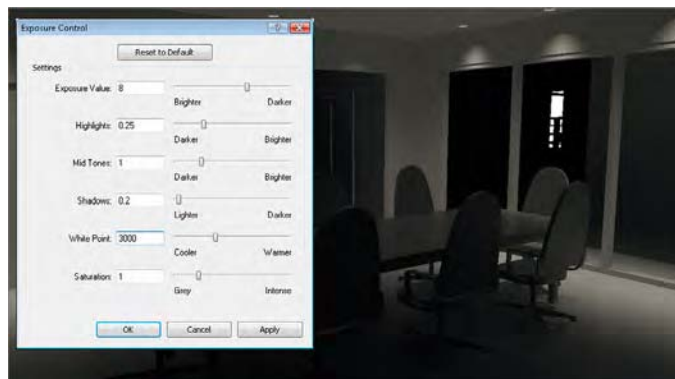 Exposure Control
Reset to Default
Settings
Exposure Value: 8
Brighter Darker
Highlights: 0.25
Darker Brighter
Mid Tones: 1
Darker Brighter
Shadows: 0.2
Lighter Darker
White Point: 3000
Cooler Warmer
Saturation: 1
Grey Intense
OK Cancel Apply